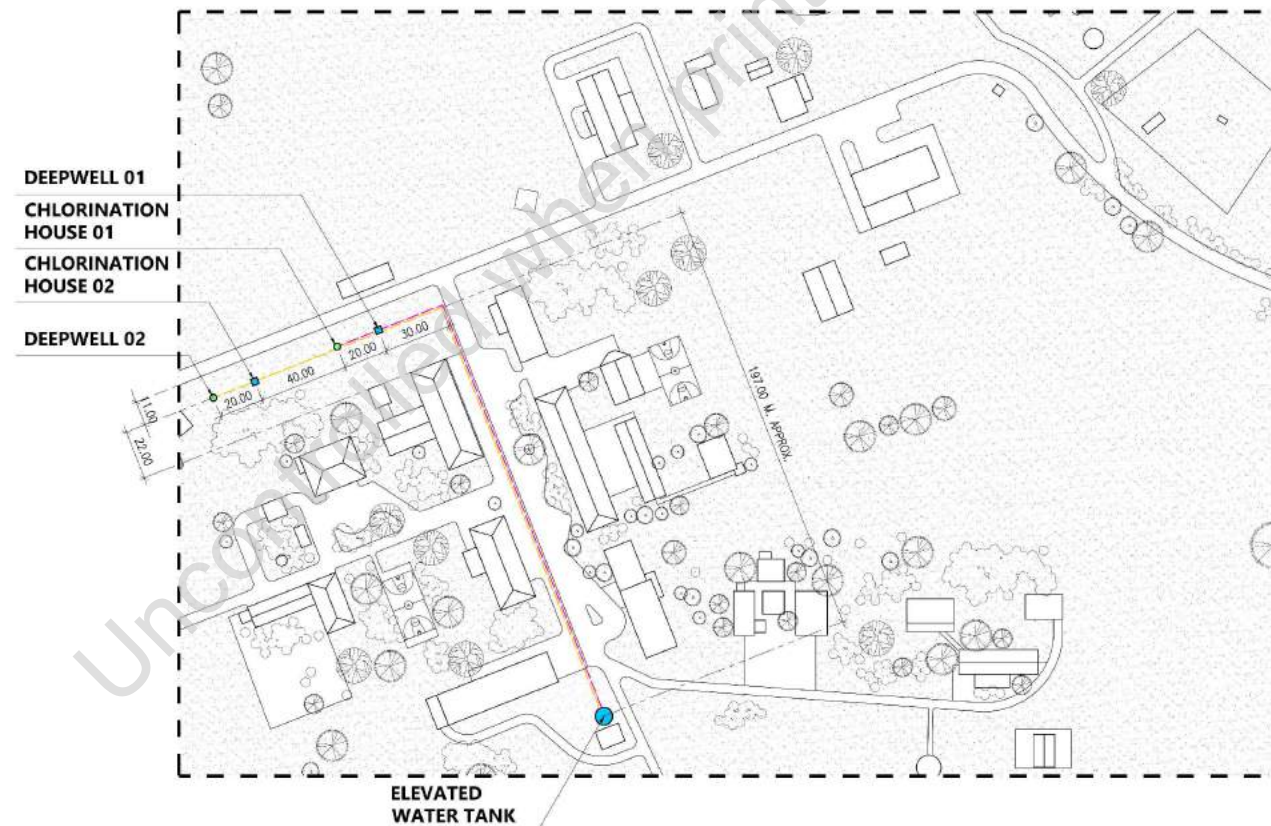 Uncontrolled when print
DEEPWELL 01
CHLORINATION
HOUSE 01
CHLORINATION
HOUSE 02
DEEPWELL 02
30.00
20.00
40.00
20.00
11.00
22.00
197.00 M. APPROX.
ELEVATED
WATER TANK